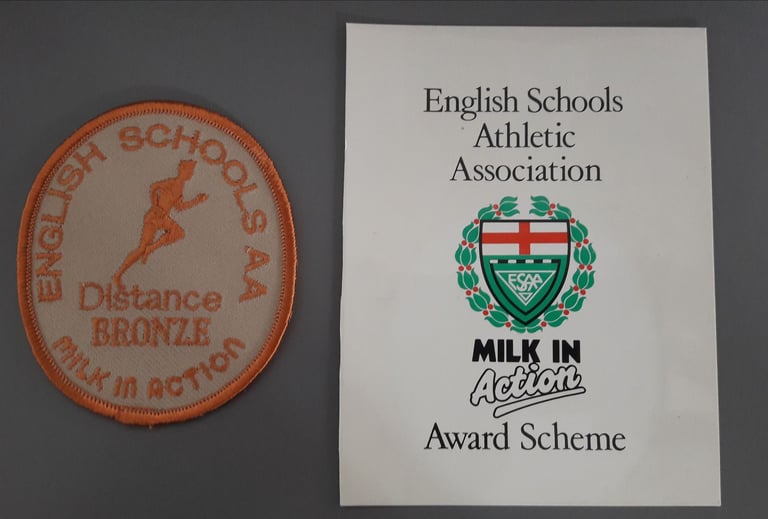 ENGLISH SCHOOLS AA
Distance
BRONZE
MILK IN ACTION
English Schools
Athletic
Association
ESAA
MILK IN
Action
Award Scheme